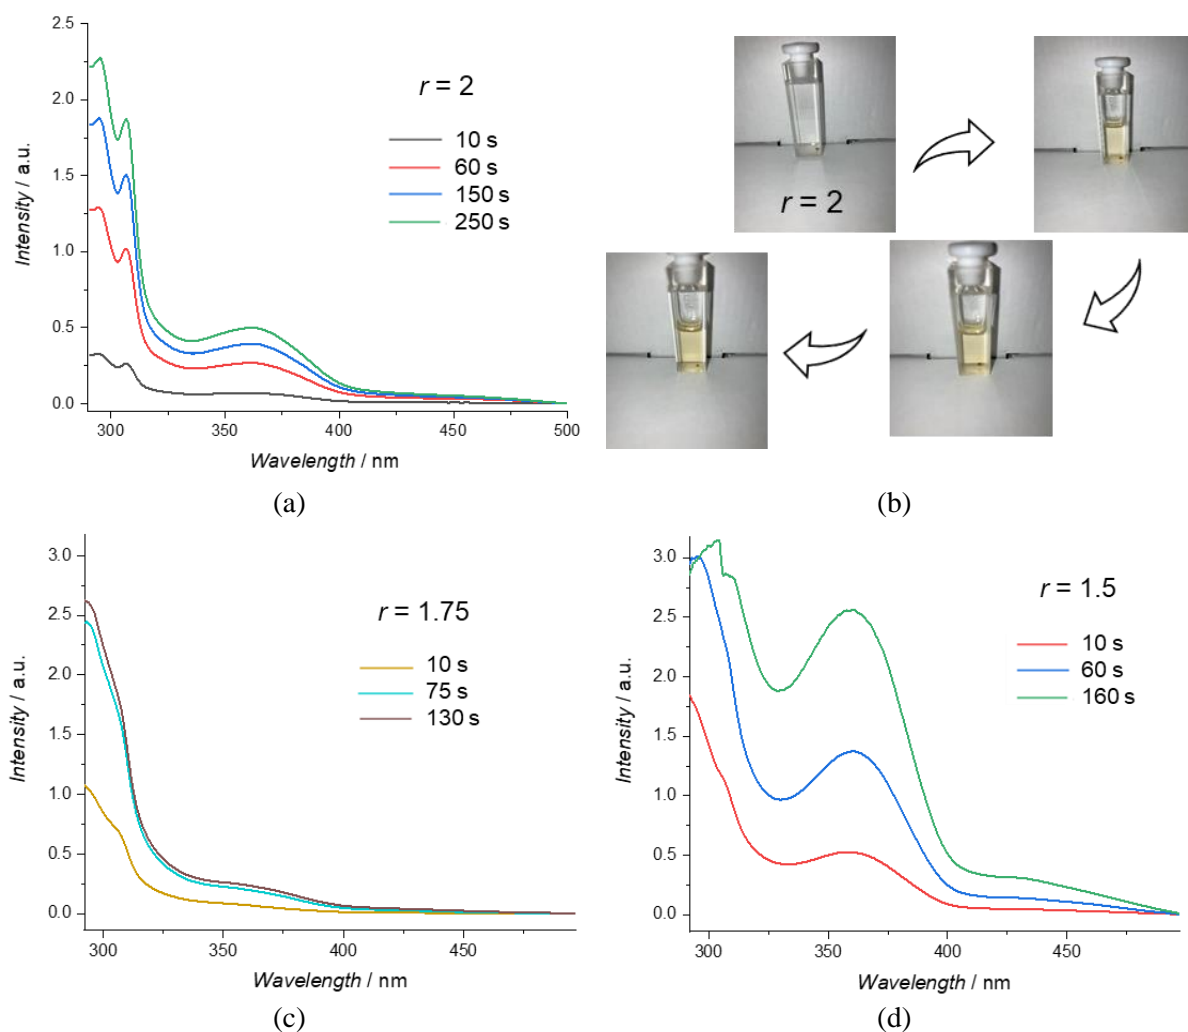 2.5
2.0
1.5
1.0
0.5
0.0
Intensity / a.u.
r = 2
10 s
60 s
150 s
250 s
300
350
400
450
500
Wavelength / nm
(a)
r = 2
(b)
3.0
2.5
2.0
1.5
1.0
0.5
0.0
Intensity / a.u.
r = 1.75
10 s
75 s
130 s
300
350
400
450
Wavelength / nm
(c)
3.0
2.5
2.0
1.5
1.0
0.5
0.0
Intensity / a.u.
r = 1.5
10 s
60 s
160 s
300
350
400
450
Wavelength / nm
(d)